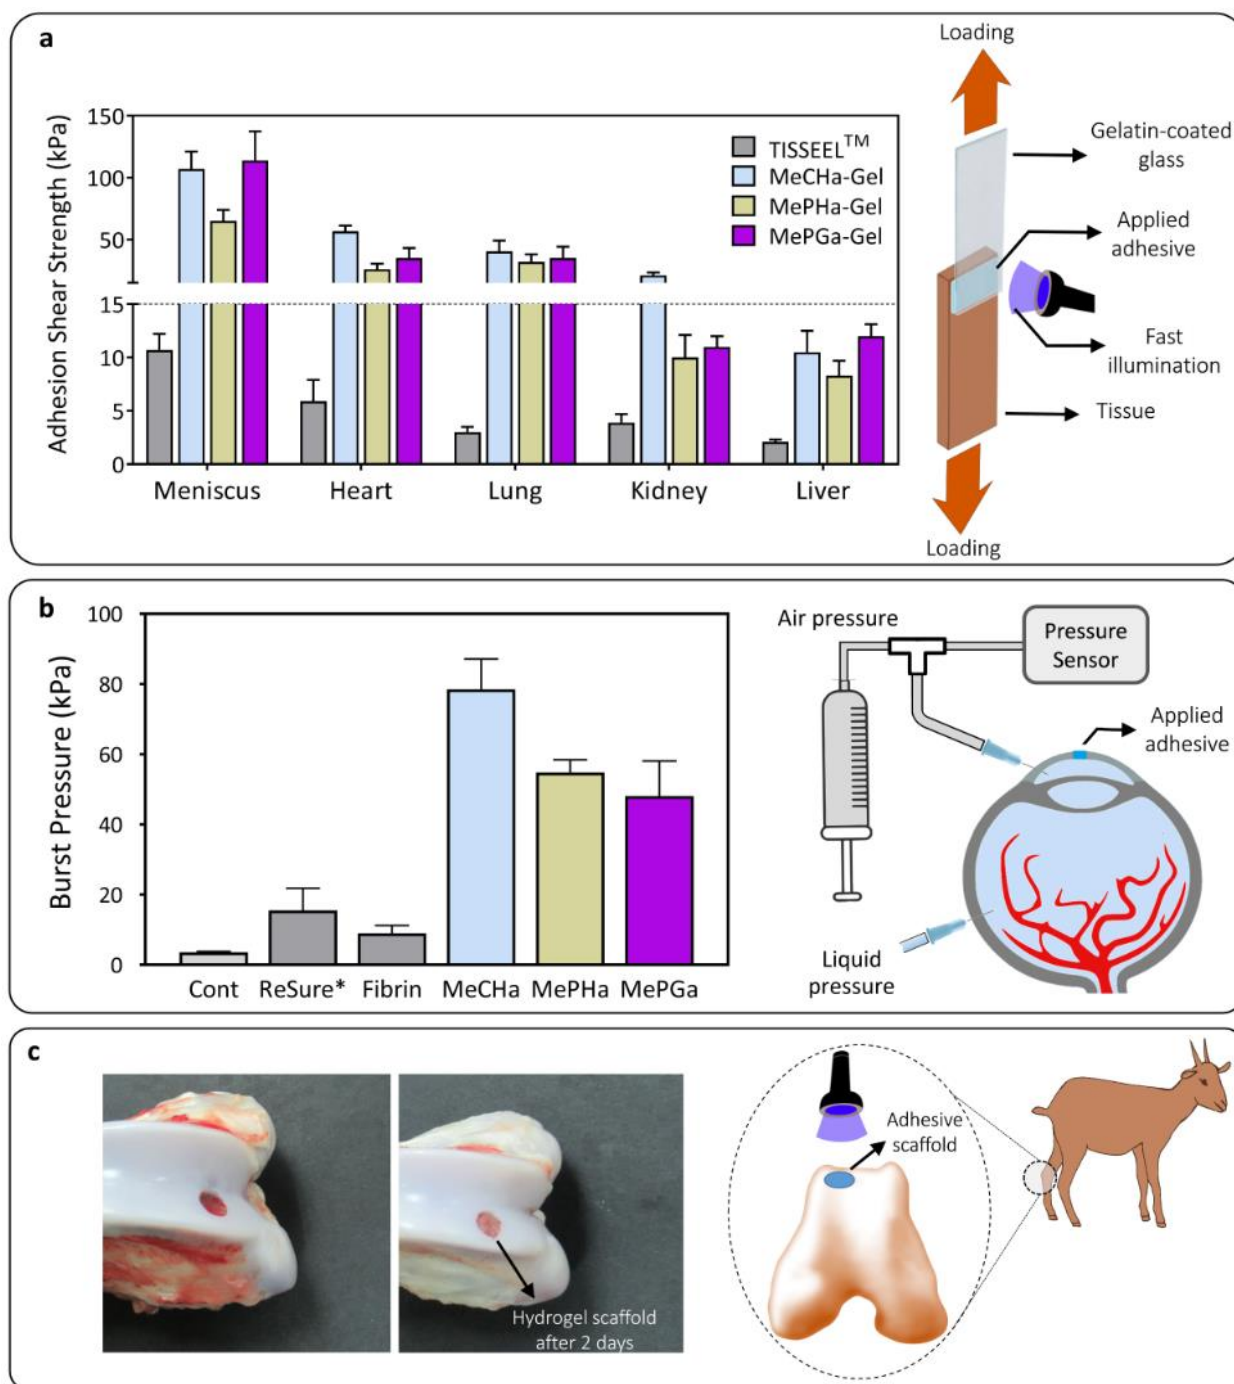 a
Adhesion Shear Strength (kPa)
150
100
50
15
10
5
0
TISSEEL™
MeCHa-Gel
MePHa-Gel
MePGa-Gel
Meniscus Heart Lung Kidney Liver
Loading
Gelatin-coated
glass
Applied
adhesive
Fast
illumination
Tissue
Loading
b
Burst Pressure (kPa)
100
80
60
40
20
0
Cont ReSure* Fibrin MeCHa MePHa MePGa
Air pressure
Pressure
Sensor
Applied
adhesive
Liquid
pressure
c
Hydrogel scaffold
after 2 days
Adhesive
scaffold